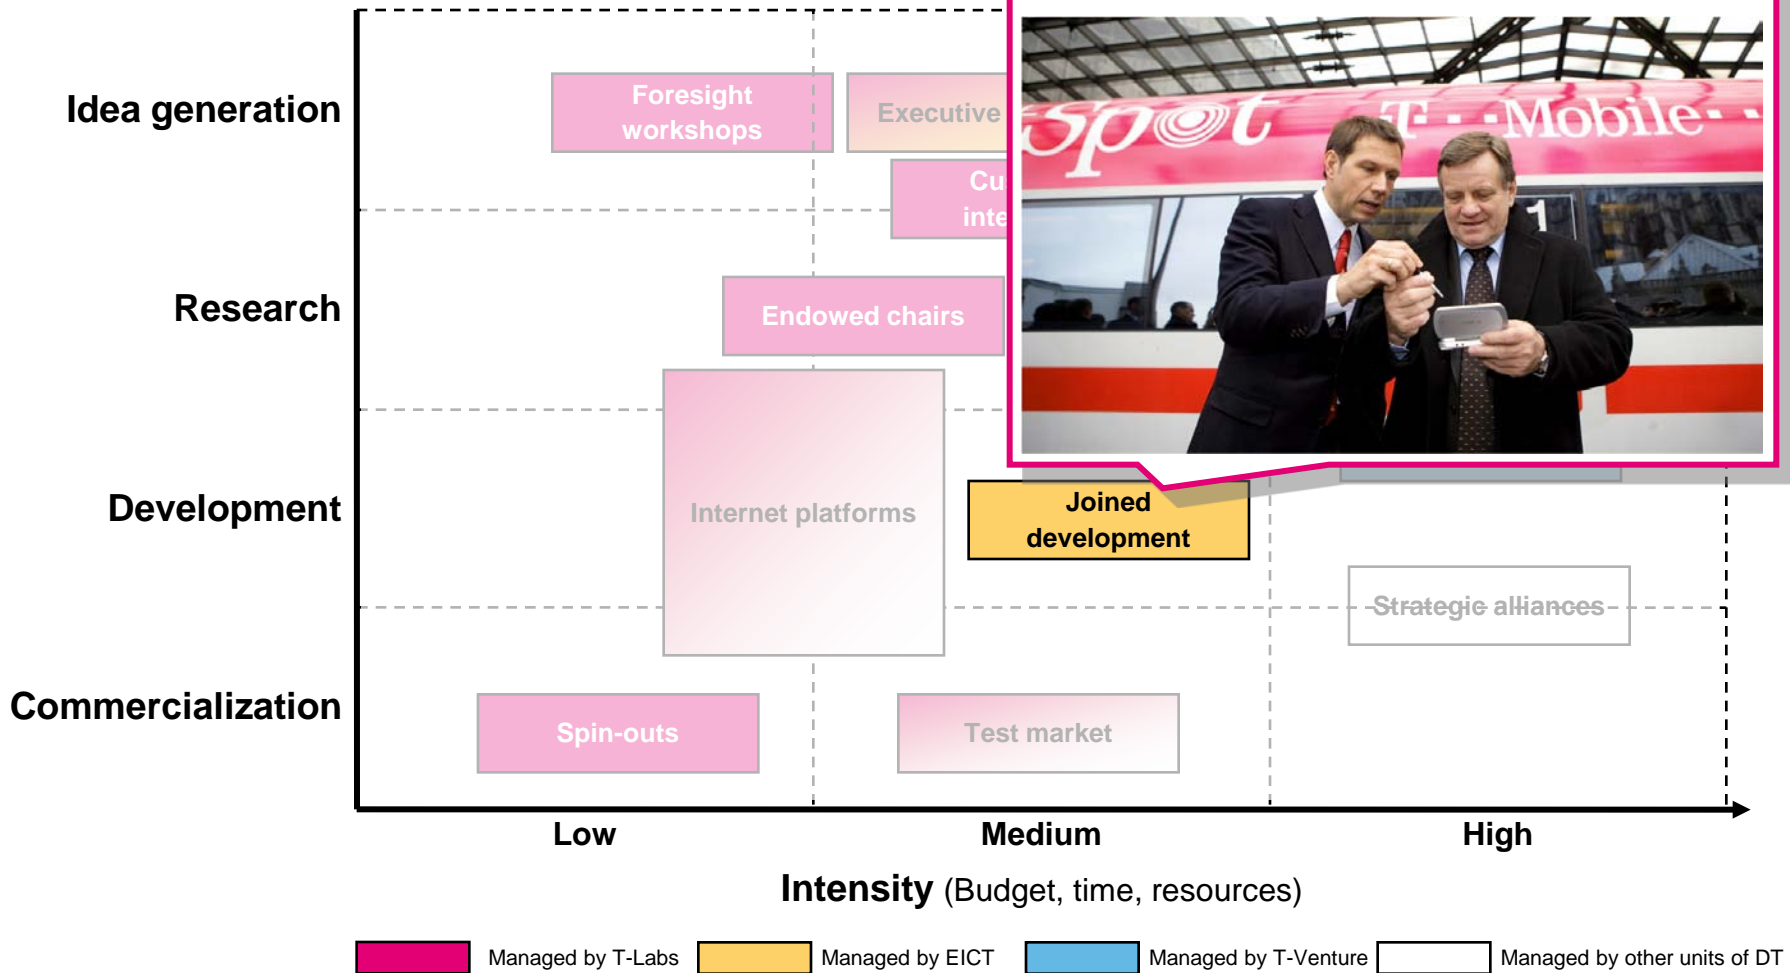 Idea generation
Foresight
workshops
Executive
Spot T··Mobile··
1
Research
Endowed chairs
Development
Internet platforms
Joined
development
Strategic alliances
Commercialization
Spin-outs
Test market
Low
Medium
High
Intensity (Budget, time, resources)
Managed by T-Labs
Managed by EICT
Managed by T-Venture
Managed by other units of DT